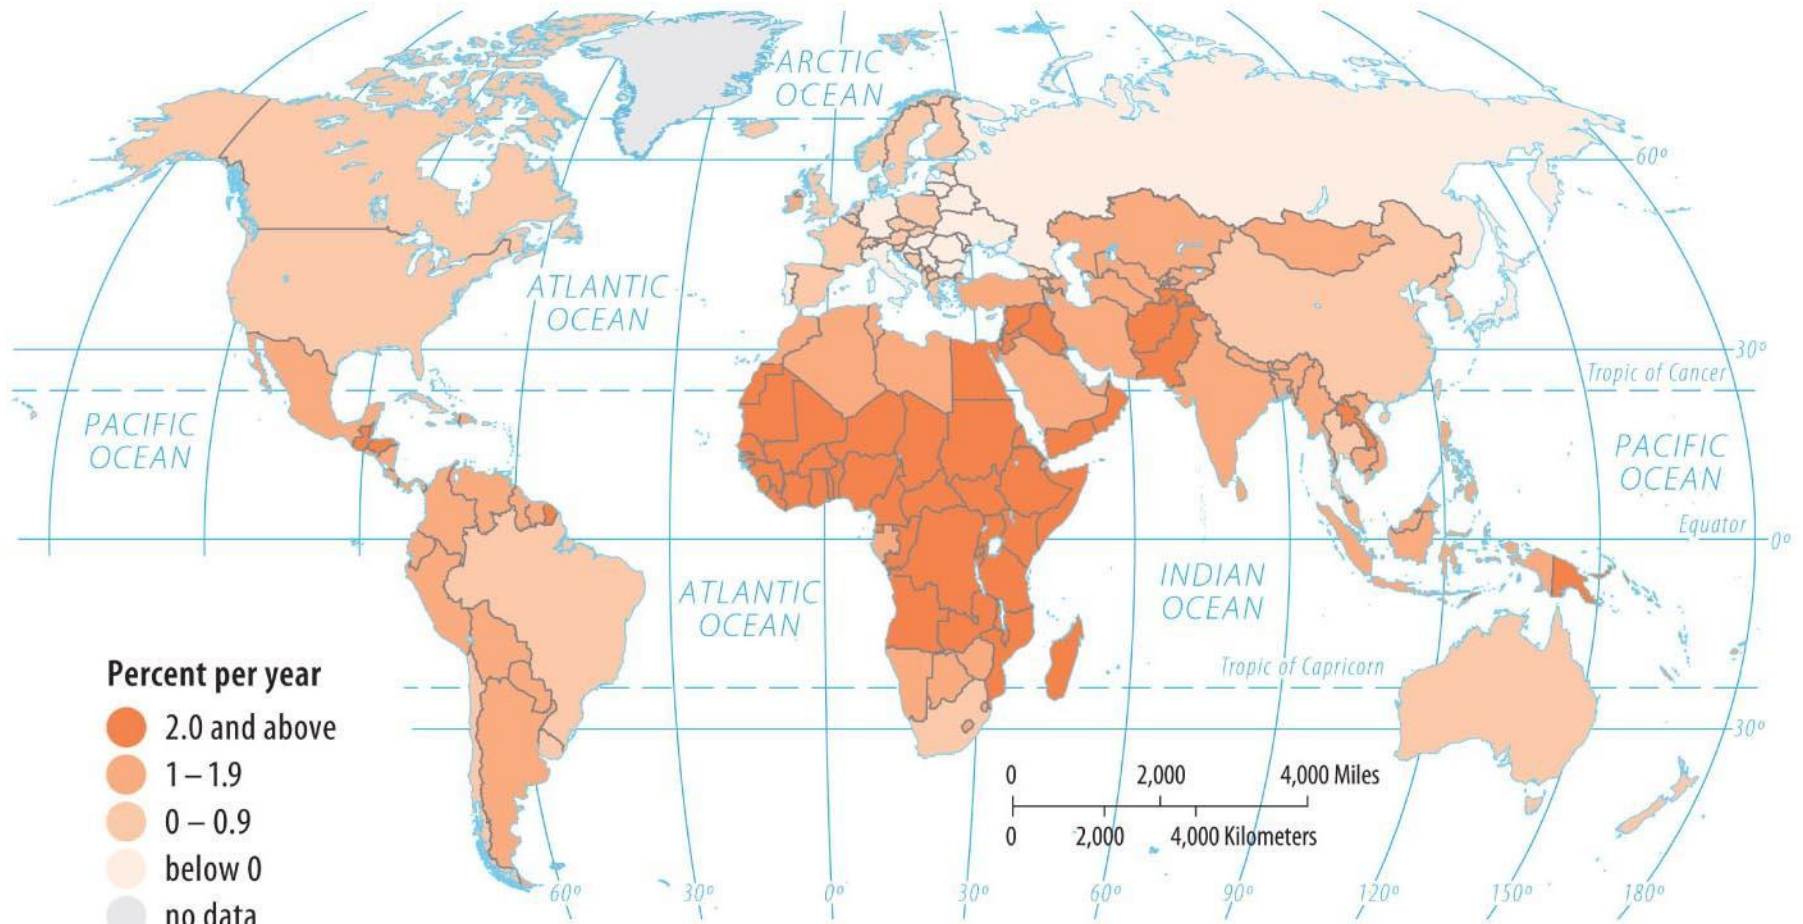 ARCTIC
OCEAN
60°
ATLANTIC
OCEAN
30°
Tropic of Cancer
PACIFIC
OCEAN
PACIFIC
OCEAN
Equator
0°
ATLANTIC
OCEAN
INDIAN
OCEAN
Tropic of Capricorn
30°
Percent per year
2.0 and above
1 – 1.9
0 – 0.9
below 0
no data
0 2,000 4,000 Miles
0 2,000 4,000 Kilometers
60° 30° 0° 30° 60° 90° 120° 150° 180°